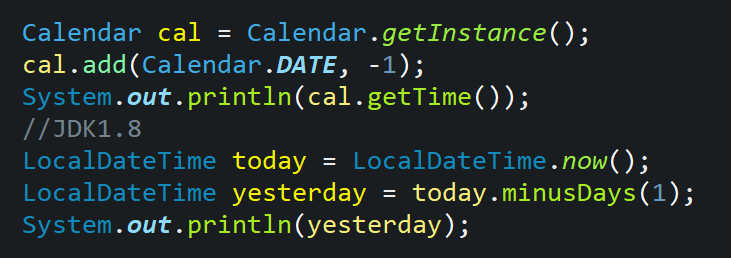 Calendar cal = Calendar.getInstance();
cal.add(Calendar.DATE, -1);
System.out.println(cal.getTime());
//JDK1.8
LocalDateTime today = LocalDateTime.now();
LocalDateTime yesterday = today.minusDays(1);
System.out.println(yesterday);